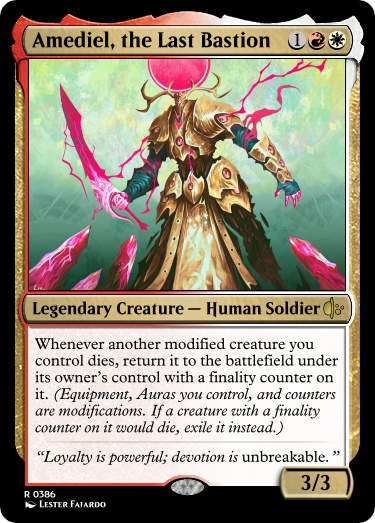 Amediel, the Last Bastion 1
Legendary Creature — Human Soldier
Whenever another modified creature you
control dies, return it to the battlefield under
its owner's control with a finality counter on
it. (Equipment, Auras you control, and counters
are modifications. If a creature with a finality
counter on it would die, exile it instead.)
“Loyalty is powerful; devotion is unbreakable.”
3/3
R 0386
Lester Fajardo